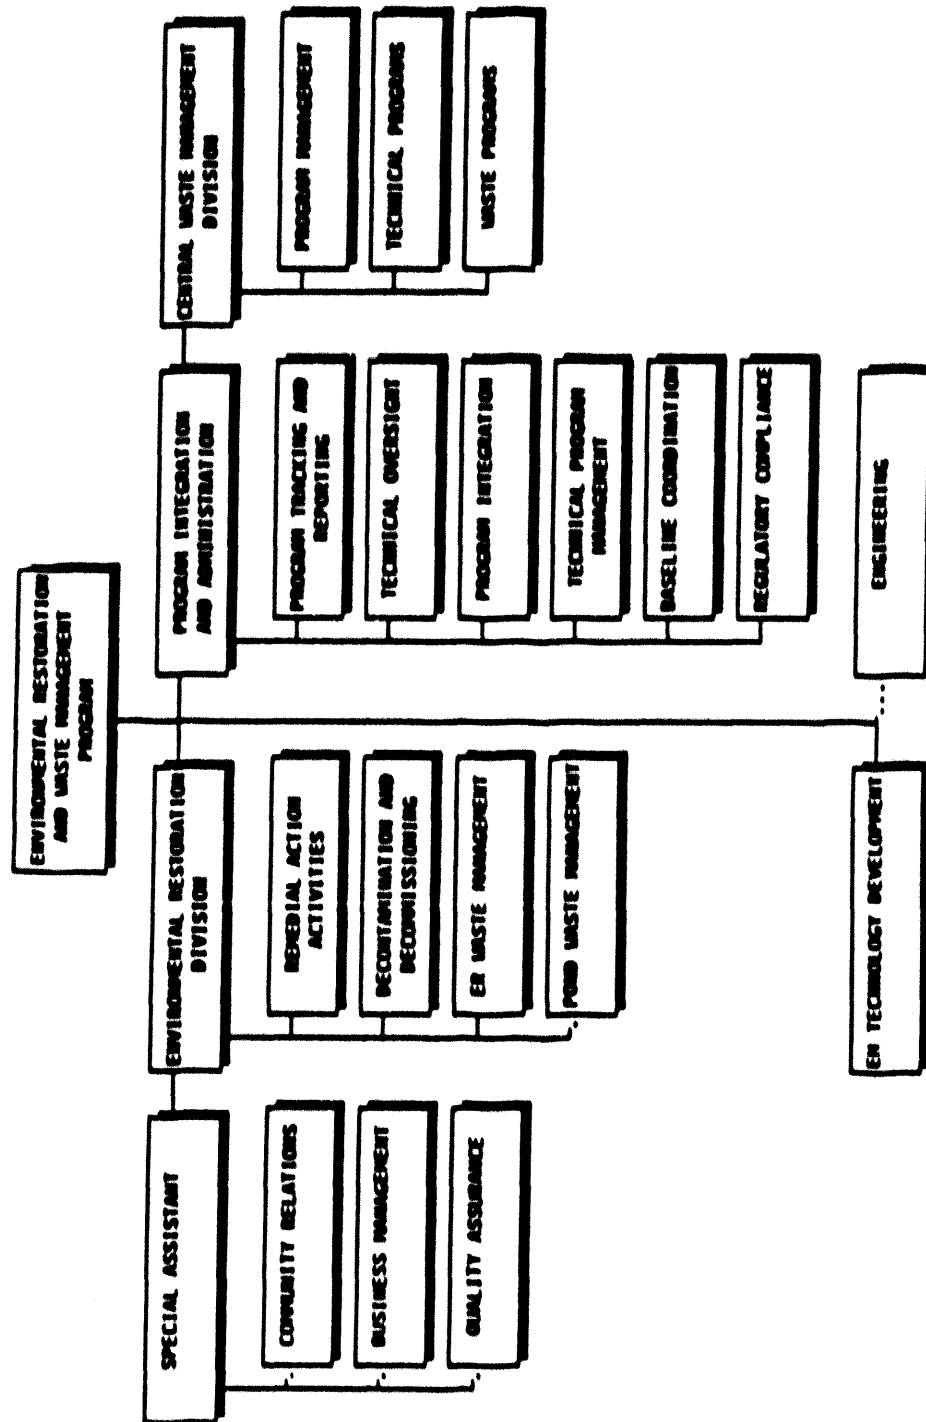 ENVIRONMENTAL RESTORATION
AND WASTE MANAGEMENT
PROGRAM
SPECIAL ASSISTANT
COMMUNITY RELATIONS
BUSINESS MANAGEMENT
QUALITY ASSURANCE
ENVIRONMENTAL RESTORATION
DIVISION
REMEDIAL ACTION
ACTIVITIES
DECONTAMINATION AND
DECOMMISSIONING
ER WASTE MANAGEMENT
POND WASTE MANAGEMENT
PROGRAM INTEGRATION
AND ADMINISTRATION
PROGRAM TRACKING AND
REPORTING
TECHNICAL OVERSIGHT
PROGRAM INTEGRATION
TECHNICAL PROGRAM
MANAGEMENT
BASELINE COORDINATION
REGULATORY COMPLIANCE
CENTRAL WASTE MANAGEMENT
DIVISION
PROGRAM MANAGEMENT
TECHNICAL PROGRAMS
WASTE PROGRAMS
EM TECHNOLOGY DEVELOPMENT
ENGINEERING